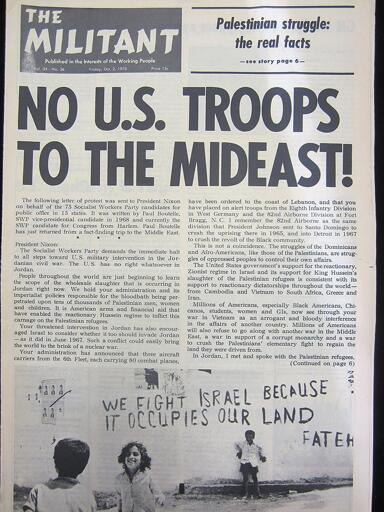 THE
MILITANT
Published in the Interests of the Working People
Vol. 34 - No. 36 Friday, Oct. 2, 1970 Price 15c
Palestinian struggle:
the real facts
—see story page 6—
NO U.S. TROOPS
TO THE MIDEAST!
The following letter of protest was sent to President Nixon
on behalf of the 75 Socialist Workers Party candidates for
public office in 15 states. It was written by Paul Boutelle,
SWP vice-presidential candidate in 1968 and currently the
SWP candidate for Congress from Harlem. Paul Boutelle
has just returned from a fact-finding trip to the Middle East.
President Nixon:
The Socialist Workers Party demands the immediate halt
to all steps toward U.S. military intervention in the Jor-
danian civil war. The U.S. has no right whatsoever in
Jordan.
People throughout the world are just beginning to learn
the scope of the wholesale slaughter that is occurring in
Jordan right now. We hold your administration and its
imperialist policies responsible for the bloodbath being per-
petrated upon tens of thousands of Palestinian men, women
and children. It is American arms and financial aid that
have enabled the reactionary Hussein regime to inflict this
carnage on the Palestinian refugees.
Your threatened intervention in Jordan has also encour-
aged Israel to consider whether it too should invade Jordan
— as it did in June 1967. Such a conflict could easily bring
the world to the brink of a nuclear war.
Your administration has announced that three aircraft
carriers from the 6th Fleet, each carrying 80 combat planes,
have been ordered to the coast of Lebanon, and that you
have placed on alert troops from the Eighth Infantry Division
in West Germany and the 82nd Airborne Division at Fort
Bragg, N.C. I remember the 82nd Airborne as the same
division that President Johnson sent to Santo Domingo to
crush the uprising there in 1965, and into Detroit in 1967
to crush the revolt of the Black community.
This is not a coincidence. The struggles of the Dominicans
and Afro-Americans, like those of the Palestinians, are strug-
gles of oppressed peoples to control their own affairs.
The United States government's support for the reactionary,
Zionist regime in Israel and its support for King Hussein's
slaughter of the Palestinian refugees is consistent with its
support to reactionary dictatorships throughout the world—
from Cambodia and Vietnam to South Africa, Greece and
Iran.
Millions of Americans, especially Black Americans, Chi-
canos, students, women and GIs, now see through your
war in Vietnam as an arrogant and bloody interference
in the affairs of another country. Millions of Americans
will also refuse to go along with another war in the Middle
East, a war in support of a corrupt monarchy and a war
to crush the Palestinians' elementary fight to regain the
land they were driven from.
In Jordan, I met and spoke with the Palestinian refugees,
(Continued on page 6)
WE FIGHT ISRAEL BECAUSE
IT OCCUPIES OUR LAND
FATEH